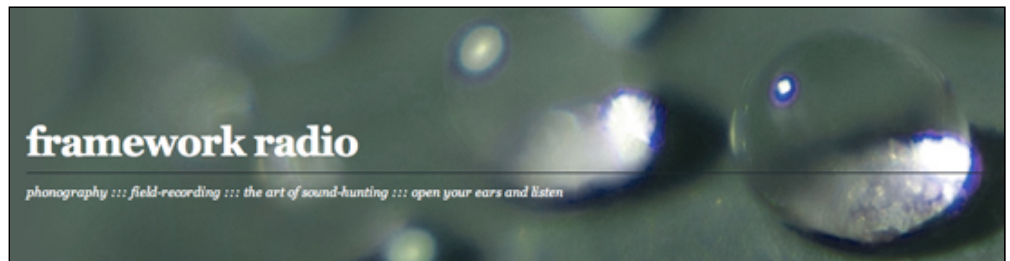 framework radio
phonography ::: field-recording ::: the art of sound-hunting ::: open your ears and listen